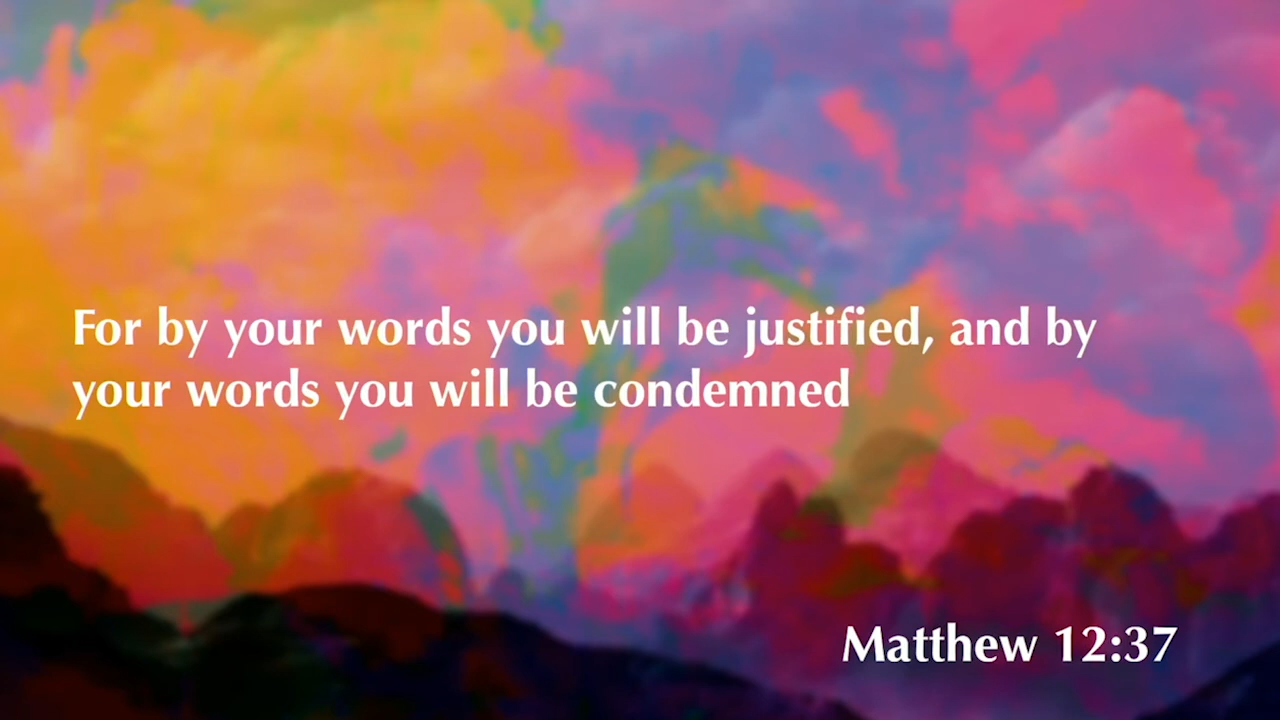 For by your words you will be justified, and by
your words you will be condemned
Matthew 12:37